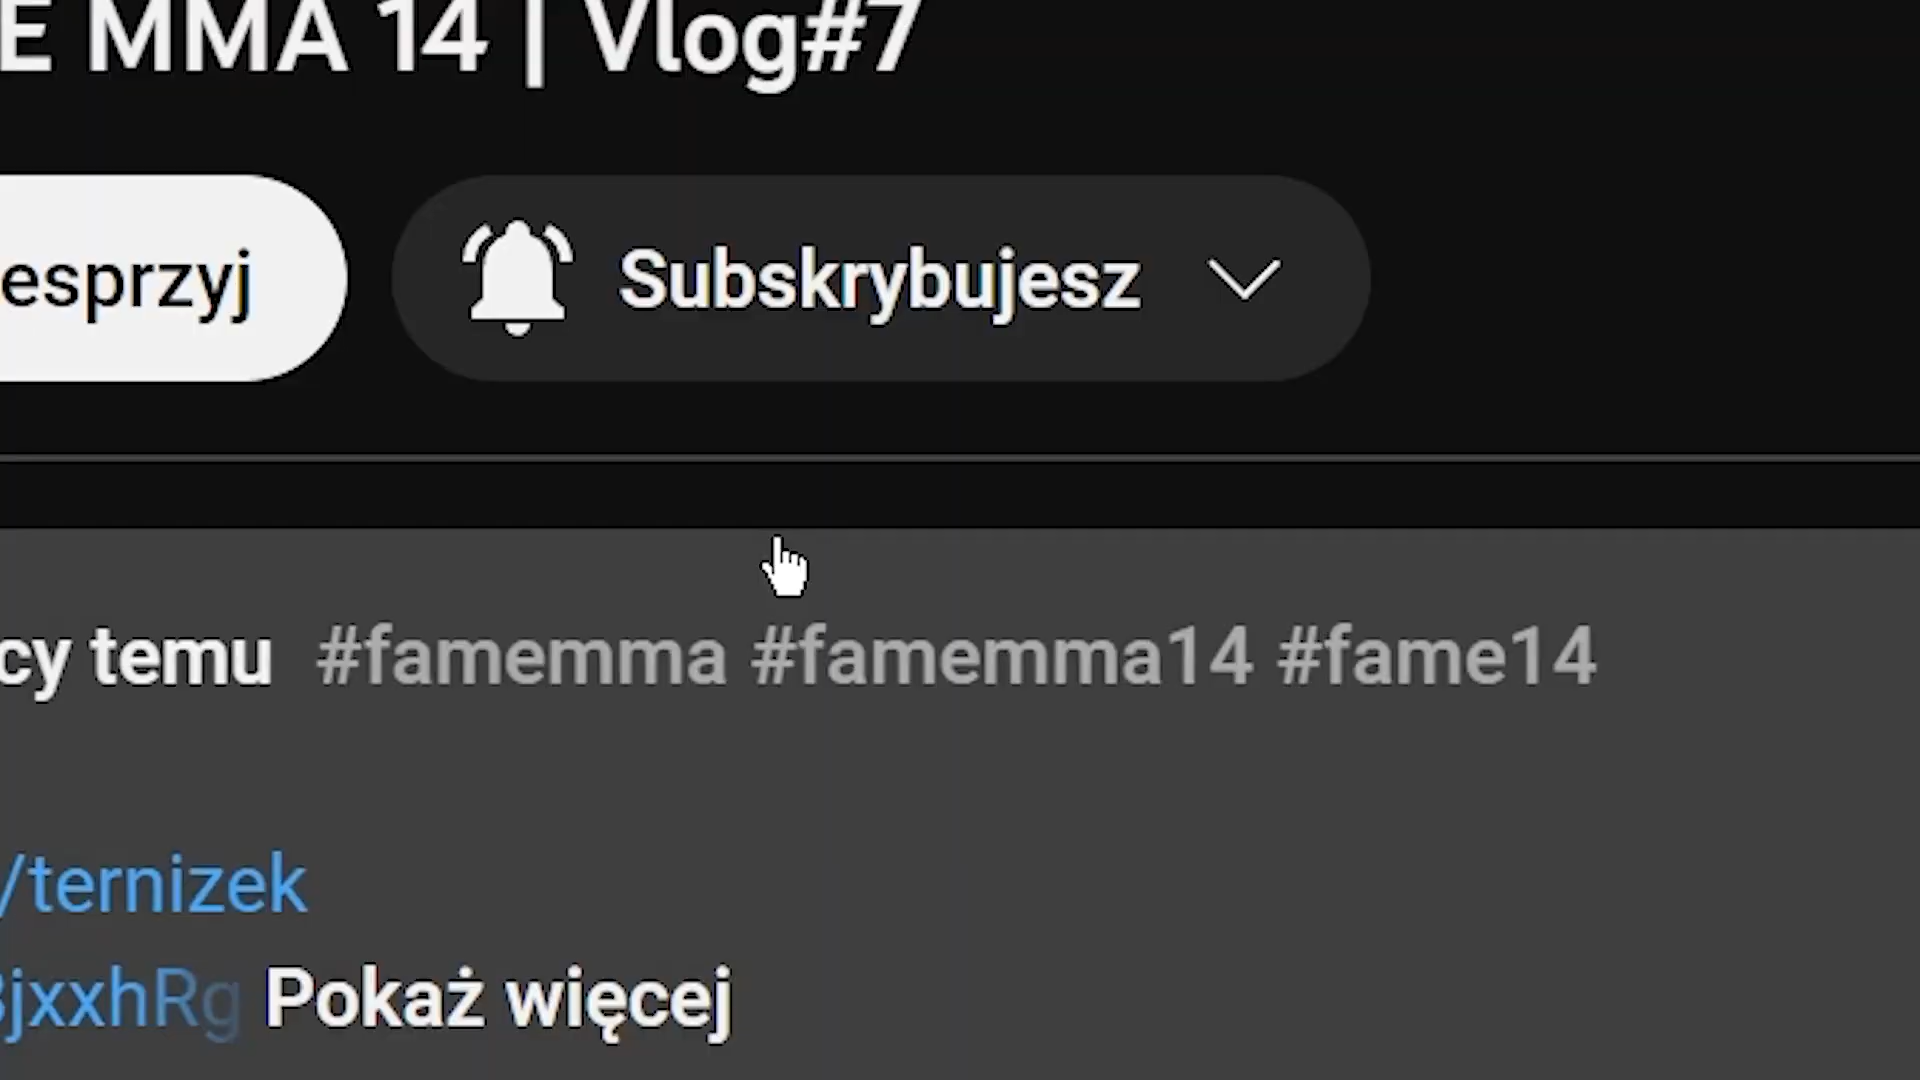 E MMA 14 | Vlog#7
esprzyj
Subskrybujesz
cy temu #famemma #famemma14 #fame14
/ternizek
jxxhRg Pokaż więcej